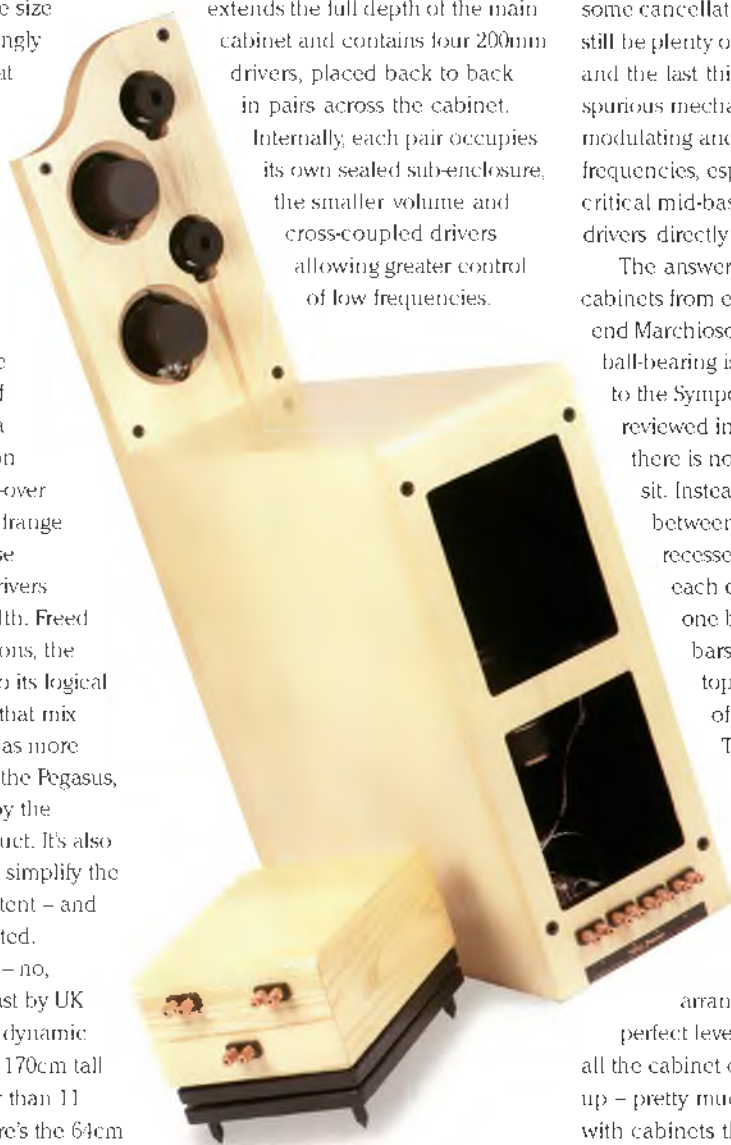 e size
ngly
at
f
a
on
-over
drange
se
rivers
lth. Freed
ons, the
o its logical
that mix
as more
the Pegasus,
by the
uct. It's also
simplify the
tent – and
ted.
– no,
ast by UK
dynamic
170cm tall
r than 11
re's the 64cm
extends the full depth of the main
cabinet and contains four 200mm
drivers, placed back to back
in pairs across the cabinet.
Internally, each pair occupies
its own sealed sub-enclosure,
the smaller volume and
cross-coupled drivers
allowing greater control
of low frequencies.
some cancellat
still be plenty o
and the last thi
spurious mecha
modulating and
frequencies, esp
critical mid-bas
drivers directly
The answer
cabinets from e
end Marchioso
ball-bearing is
to the Sympo
reviewed in
there is no
sit. Instea
between
recesse
each o
one b
bars
top
of
T
arran
perfect leve
all the cabinet o
up – pretty muc
with cabinets th